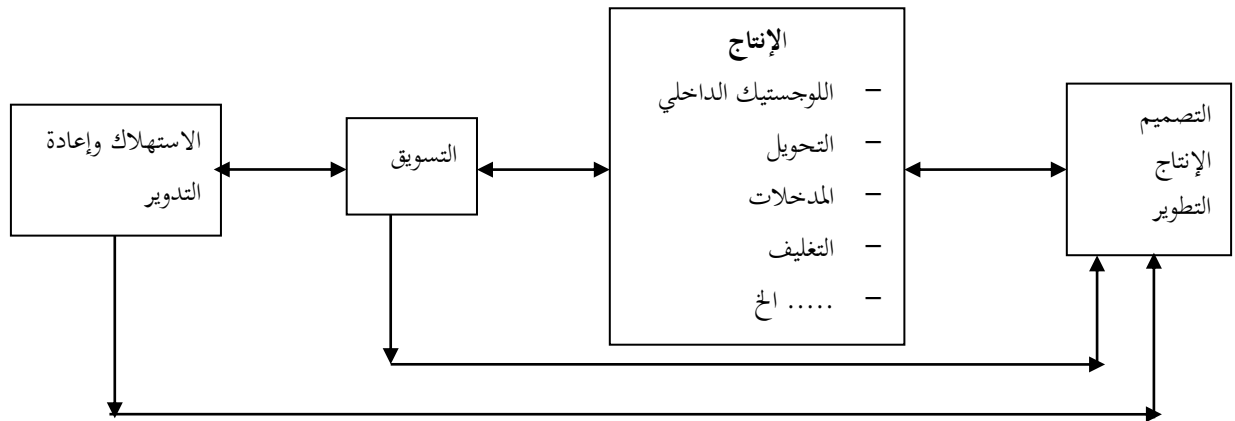 التصميم
الإنتاج
التطوير
الإنتاج
– اللوجستيك الداخلي
– التحويل
– المدخلات
– التغليف
– ..... الخ
التسويق
الاستهلاك وإعادة
التدوير